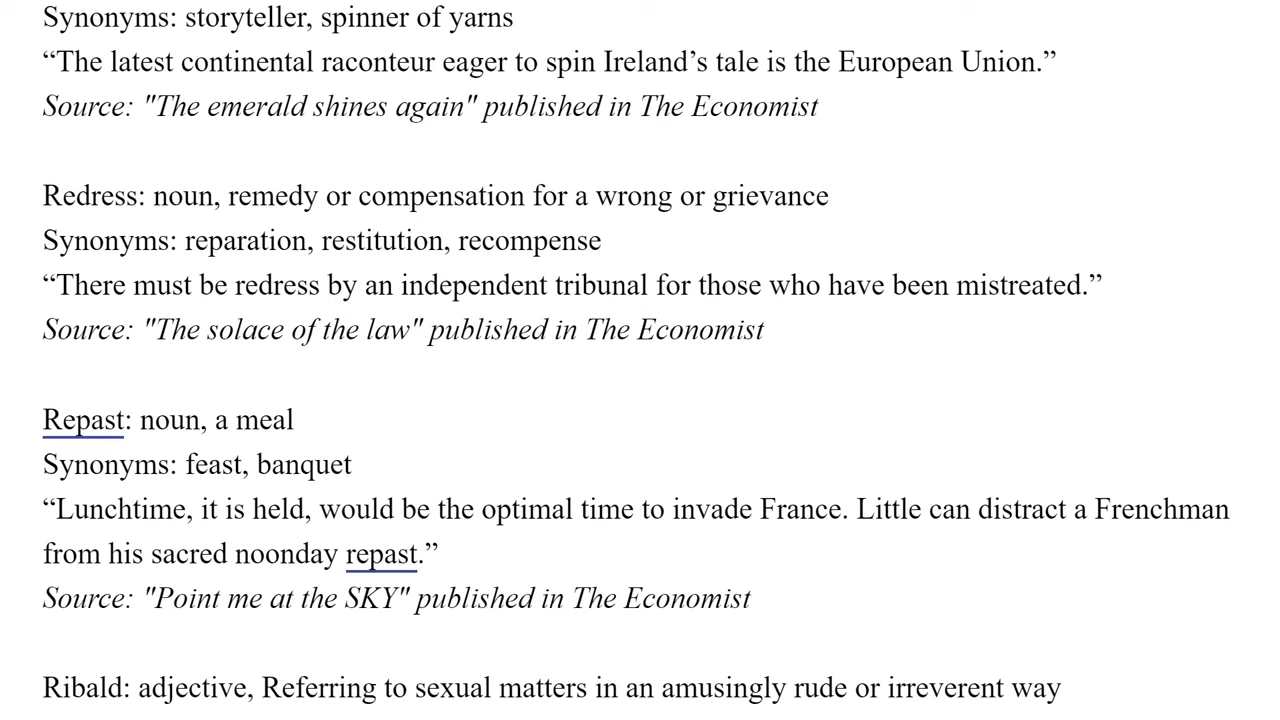 Synonyms: storyteller, spinner of yarns
“The latest continental raconteur eager to spin Ireland’s tale is the European Union.”
Source: "The emerald shines again" published in The Economist
Redress: noun, remedy or compensation for a wrong or grievance
Synonyms: reparation, restitution, recompense
“There must be redress by an independent tribunal for those who have been mistreated.”
Source: "The solace of the law" published in The Economist
Repast: noun, a meal
Synonyms: feast, banquet
“Lunchtime, it is held, would be the optimal time to invade France. Little can distract a Frenchman
from his sacred noonday repast.”
Source: "Point me at the SKY" published in The Economist
Ribald: adjective, Referring to sexual matters in an amusingly rude or irreverent way